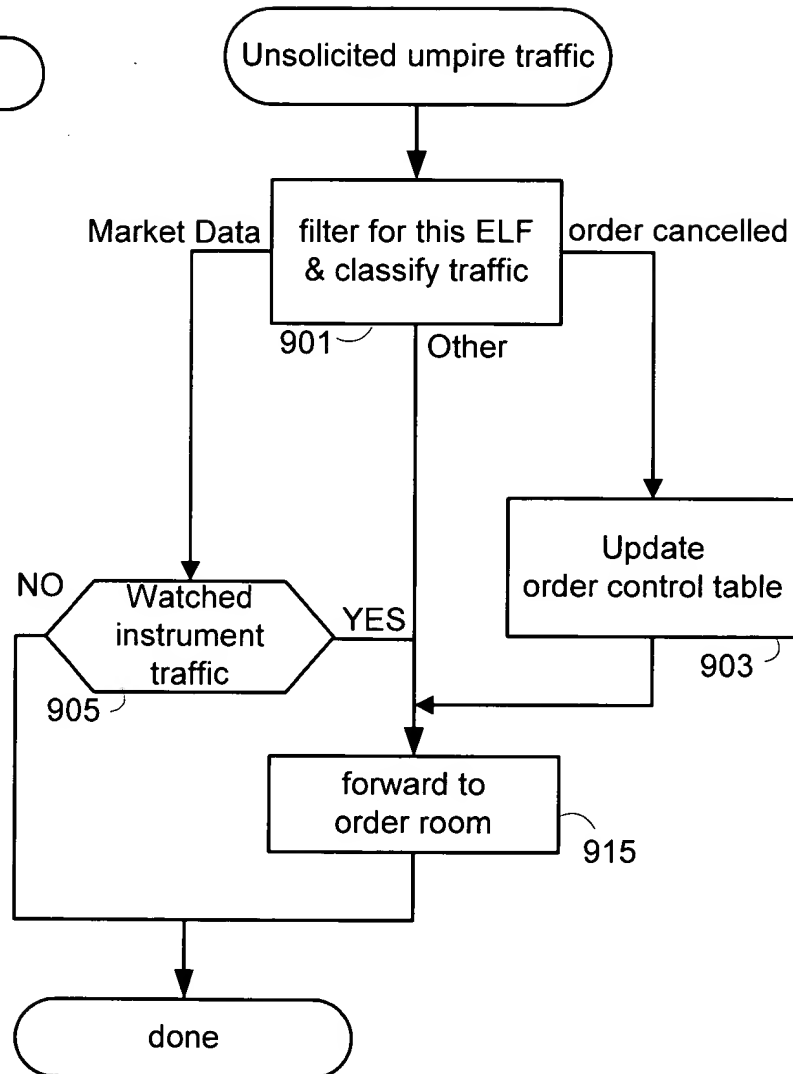 Unsolicited umpire traffic
Market Data
filter for this ELF
& classify traffic
order cancelled
901
Other
Update
order control table
903
NO
Watched
instrument
traffic
YES
905
forward to
order room
915
done